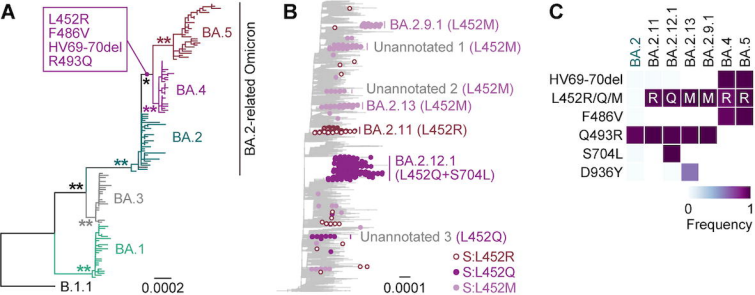 A
L452R
F486V
HV69-70del
R493Q
**
*
**
**
**
**
**
BA.5
BA.4
BA.2
BA.3
BA.1
B.1.1
BA.2-related Omicron
0.0002
B
BA.2.9.1 (L452M)
Unannotated 1 (L452M)
Unannotated 2 (L452M)
BA.2.13 (L452M)
BA.2.11 (L452R)
BA.2.12.1
(L452Q+S704L)
Unannotated 3 (L452Q)
S:L452R
S:L452Q
S:L452M
0.0001
C
BA.2
BA.2.11
BA.2.12.1
BA.2.13
BA.2.9.1
BA.4
BA.5
HV69-70del
L452R/Q/M R Q M M R R
F486V
Q493R
S704L
D936Y
0 1
Frequency